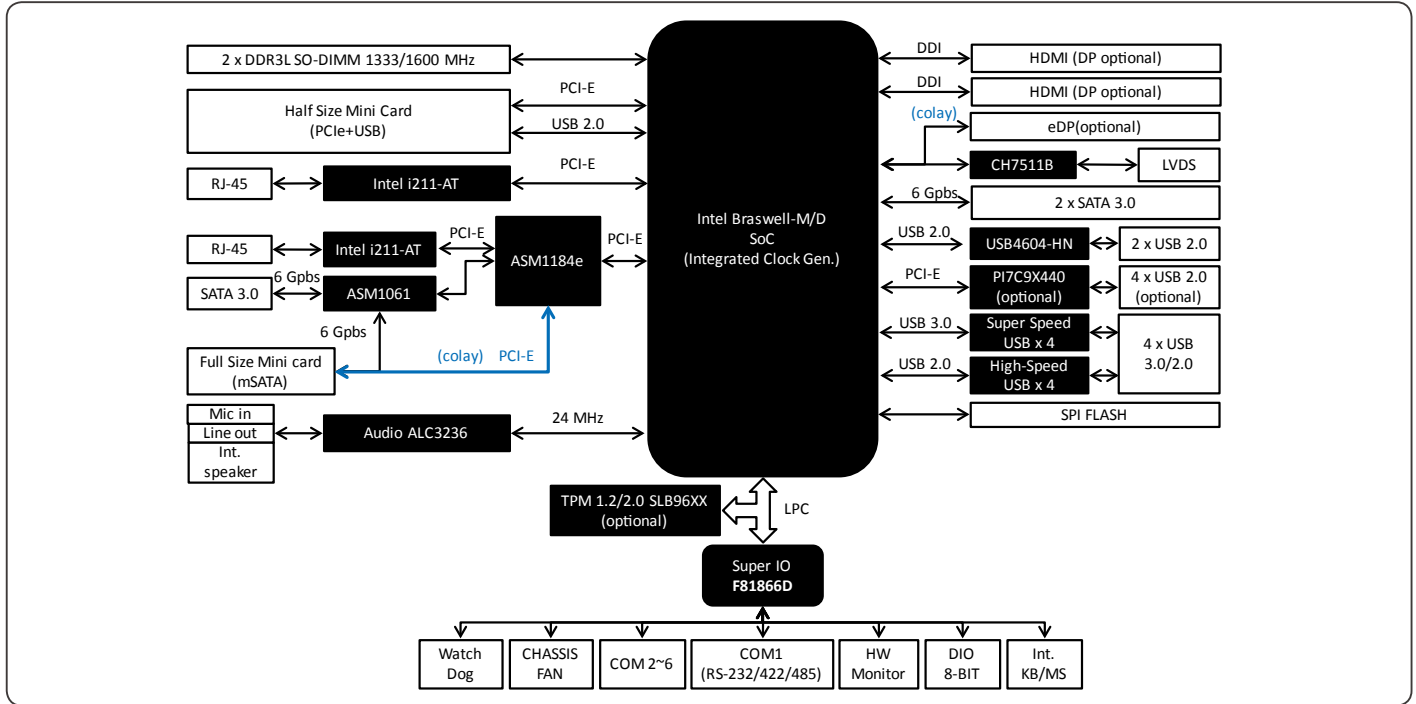 2 x DDR3L SO-DIMM 1333/1600 MHz
Half Size Mini Card
(PCIe+USB)
PCI-E
USB 2.0
RJ-45
Intel i211-AT
PCI-E
RJ-45
Intel i211-AT
PCI-E
ASM1184e
PCI-E
SATA 3.0
6 Gpbs
ASM1061
6 Gpbs
(colay) PCI-E
Full Size Mini card
(mSATA)
Mic in
Line out
Int.
speaker
Audio ALC3236
24 MHz
Intel Braswell-M/D
SoC
(Integrated Clock Gen.)
DDI
HDMI (DP optional)
DDI
HDMI (DP optional)
(colay)
eDP(optional)
CH7511B
LVDS
6 Gpbs
2 x SATA 3.0
USB 2.0
USB4604-HN
2 x USB 2.0
PCI-E
PI7C9X440
(optional)
4 x USB 2.0
(optional)
USB 3.0
Super Speed
USB x 4
USB 2.0
High-Speed
USB x 4
4 x USB
3.0/2.0
SPI FLASH
TPM 1.2/2.0 SLB96XX
(optional)
LPC
Super IO
F81866D
Watch
Dog
CHASSIS
FAN
COM 2~6
COM1
(RS-232/422/485)
HW
Monitor
DIO
8-BIT
Int.
KB/MS